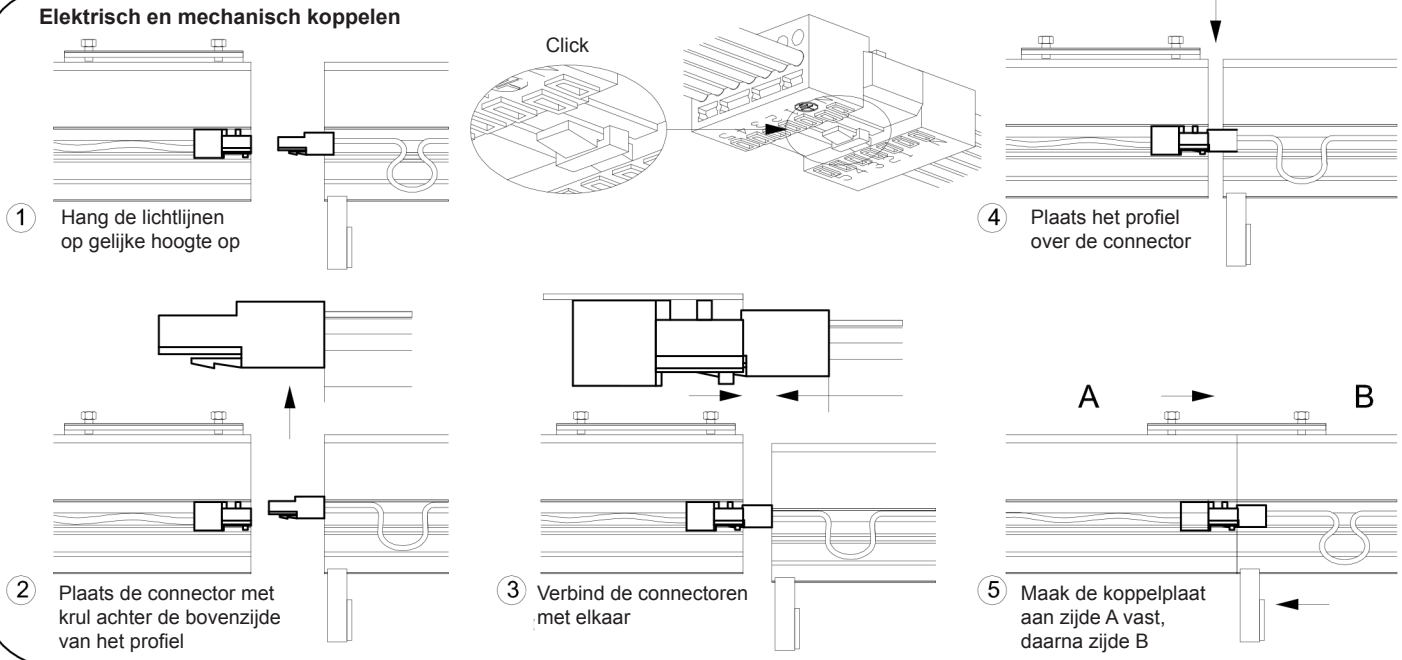 Elektrisch en mechanisch koppelen
1
Hang de lichtlijnen
op gelijke hoogte op
Click
4
Plaats het profiel
over de connector
2
Plaats de connector met
krul achter de bovenzijde
van het profiel
3
Verbind de connectoren
met elkaar
A
B
5
Maak de koppelplaat
aan zijde A vast,
daarna zijde B